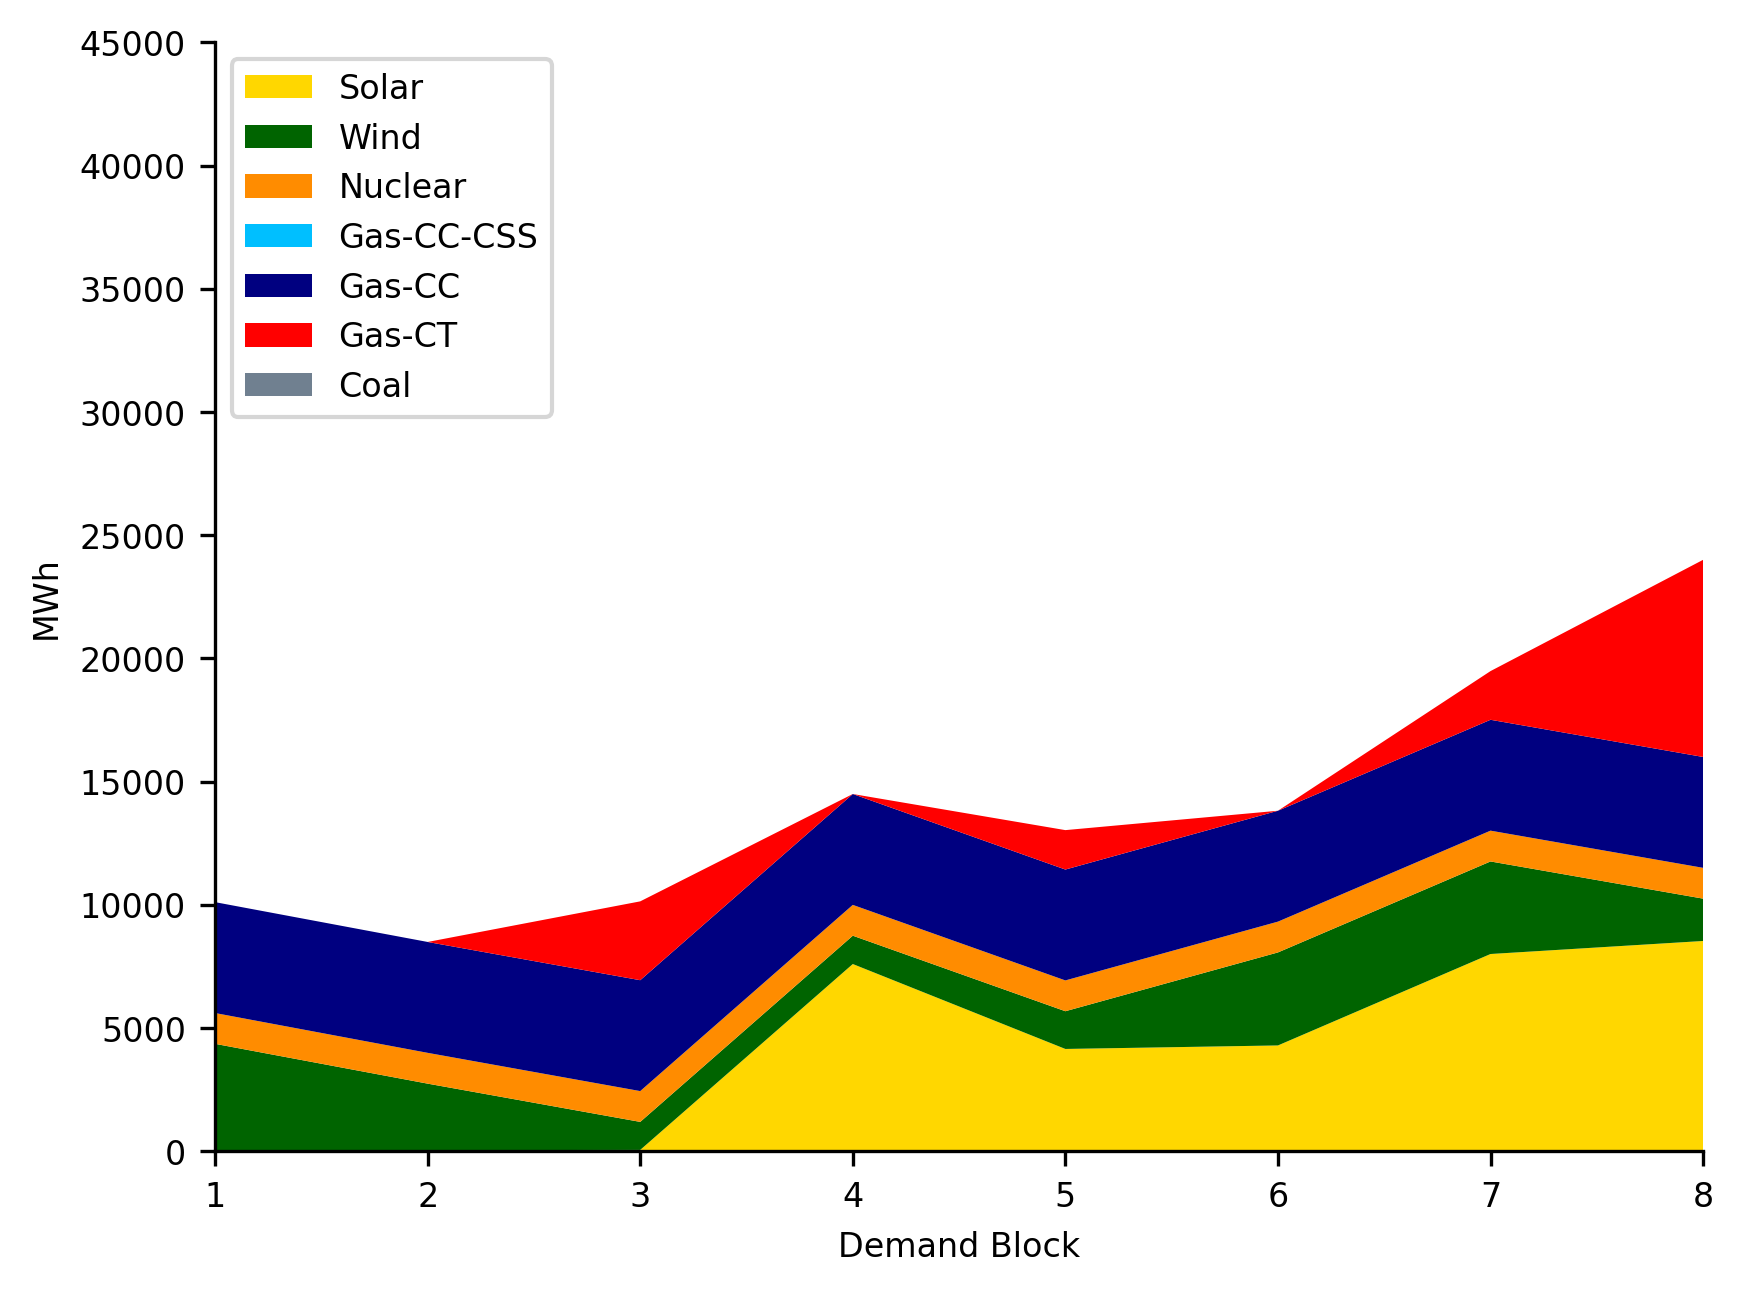 45000
40000
35000
30000
25000
20000
15000
10000
5000
0
MWh
Solar
Wind
Nuclear
Gas-CC-CSS
Gas-CC
Gas-CT
Coal
1 2 3 4 5 6 7 8
Demand Block